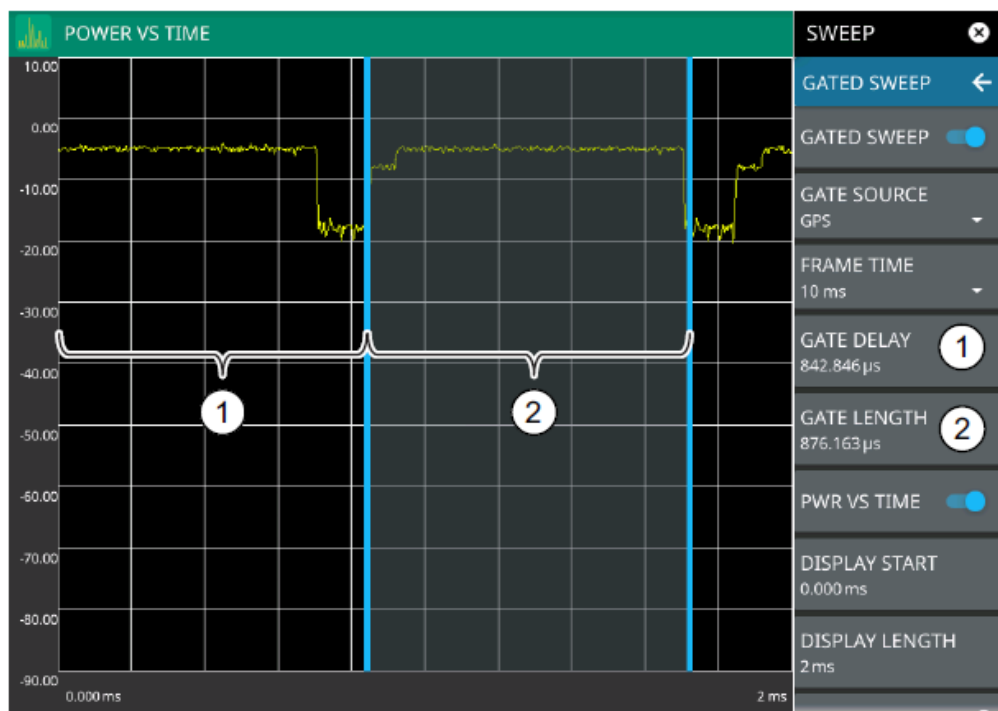 POWER VS TIME
10.00
0.00
-10.00
-20.00
-30.00
-40.00
-50.00
-60.00
-70.00
-80.00
-90.00
0.000 ms
2 ms
1
2
SWEEP
GATED SWEEP
GATED SWEEP
GATE SOURCE
GPS
FRAME TIME
10 ms
GATE DELAY
842.846 µs
1
GATE LENGTH
876.163 µs
2
PWR VS TIME
DISPLAY START
0.000 ms
DISPLAY LENGTH
2 ms